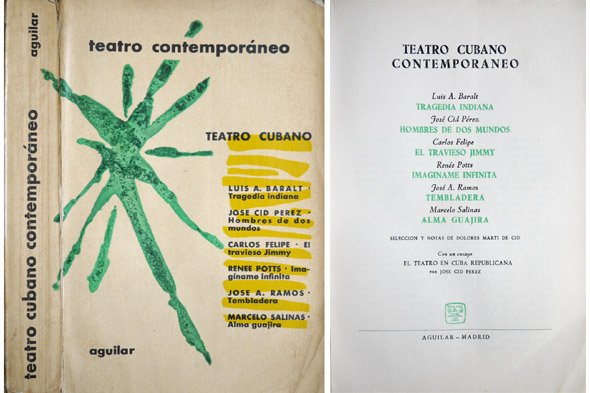 teatro cubano contemporáneo
aguilar
teatro contemporáneo
TEATRO CUBANO
LUIS A. BARALT ·
Tragedia indiana
JOSE CID PEREZ ·
Hombres de dos
mundos
CARLOS FELIPE · El
travieso Jimmy
RENEE POTTS · Ima-
gíname infinita
JOSE A. RAMOS ·
Tembladera
MARCELO SALINAS ·
Alma guajira
aguilar
TEATRO CUBANO
CONTEMPORANEO
Luis A. Baralt
TRAGEDIA INDIANA
José Cid Pérez
HOMBRES DE DOS MUNDOS
Carlos Felipe
EL TRAVIESO JIMMY
Renée Potts
IMAGINAME INFINITA
José A. Ramos
TEMBLADERA
Marcelo Salinas
ALMA GUAJIRA
SELECCION Y NOTAS DE DOLORES MARTI DE CID
Con un ensayo
EL TEATRO EN CUBA REPUBLICANA
POR JOSE CID PEREZ
AGUILAR - MADRID